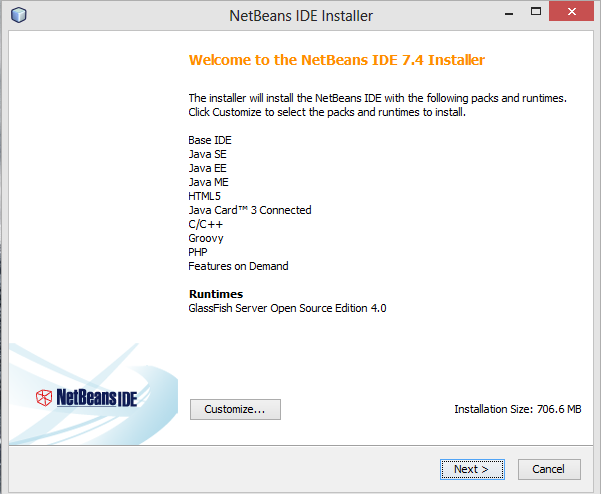 NetBeans IDE Installer
Welcome to the NetBeans IDE 7.4 Installer
The installer will install the NetBeans IDE with the following packs and runtimes.
Click Customize to select the packs and runtimes to install.
Base IDE
Java SE
Java EE
Java ME
HTML5
Java Card™ 3 Connected
C/C++
Groovy
PHP
Features on Demand
Runtimes
GlassFish Server Open Source Edition 4.0
NetBeans IDE
Customize...
Installation Size: 706.6 MB
Next >
Cancel